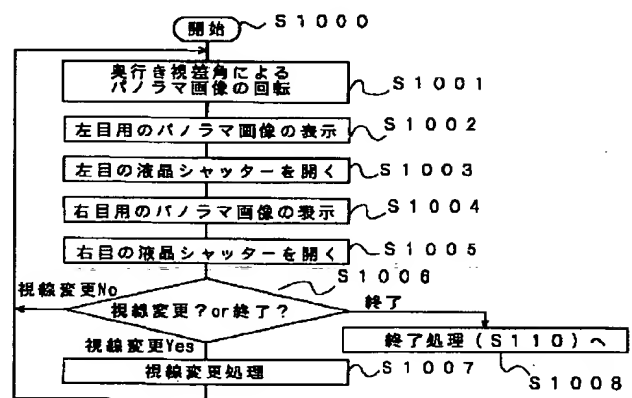 開始
S1000
奥行き視差角による
パノラマ画像の回転
S1001
左目用のパノラマ画像の表示
S1002
左目の液晶シャッターを開く
S1003
右目用のパノラマ画像の表示
S1004
右目の液晶シャッターを開く
S1005
S1006
視線変更No
視線変更?or終了?
終了
視線変更Yes
終了処理(S110)へ
視線変更処理
S1007
S1008